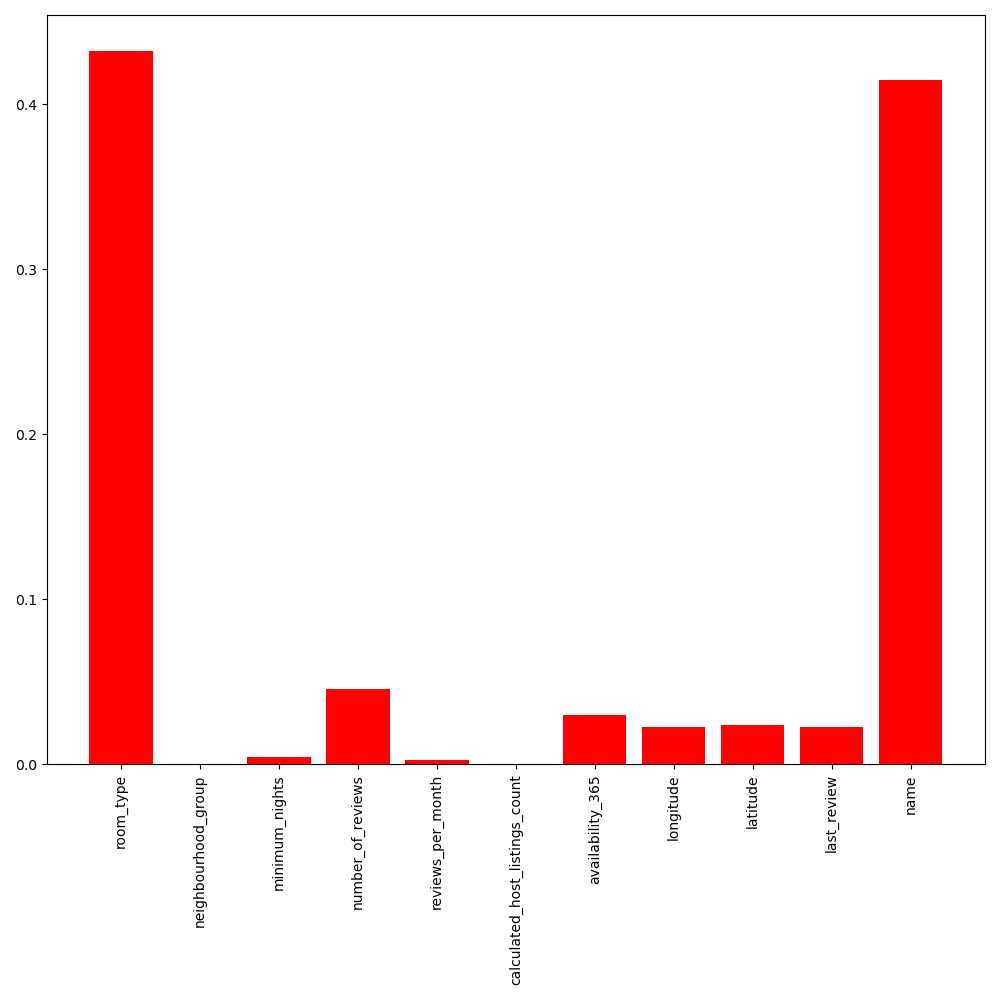 0.4
0.3
0.2
0.1
0.0
room_type
neighbourhood_group
minimum_nights
number_of_reviews
reviews_per_month
calculated_host_listings_count
availability_365
longitude
latitude
last_review
name